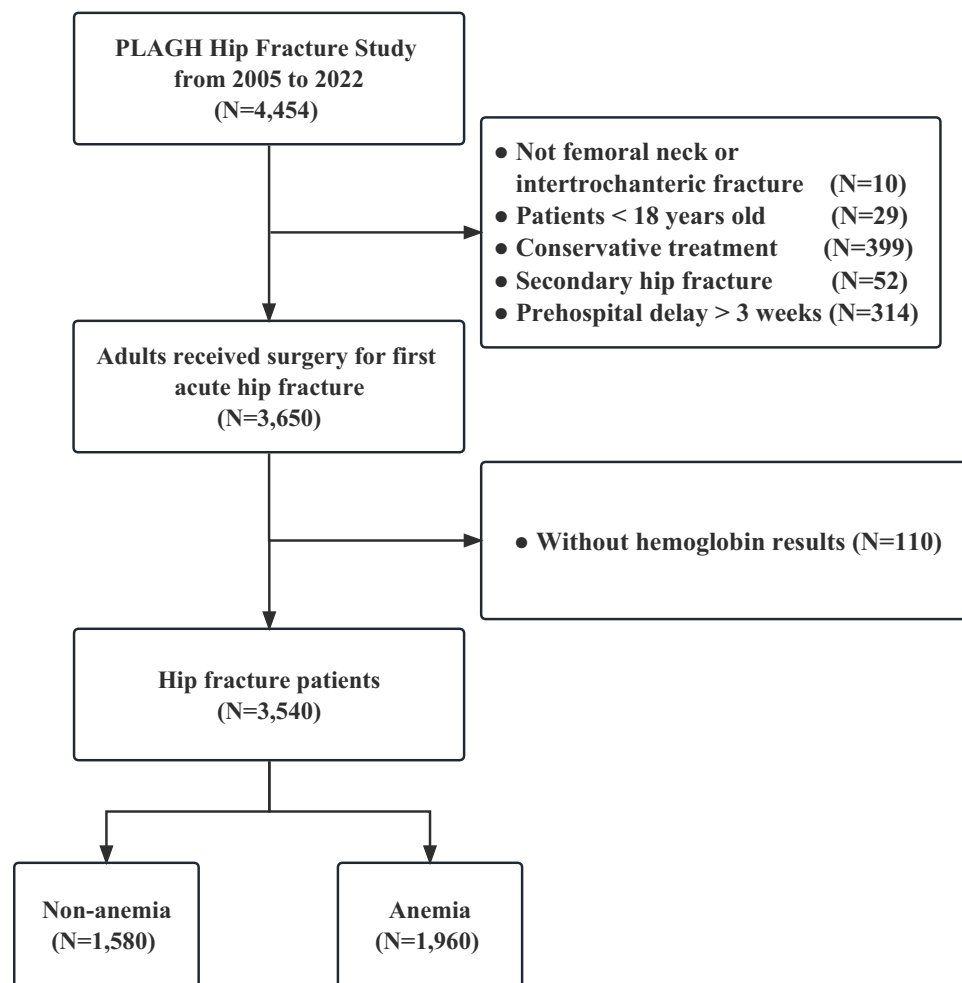 PLAGH Hip Fracture Study
from 2005 to 2022
(N=4,454)
● Not femoral neck or
intertrochanteric fracture (N=10)
● Patients < 18 years old (N=29)
● Conservative treatment (N=399)
● Secondary hip fracture (N=52)
● Prehospital delay > 3 weeks (N=314)
Adults received surgery for first
acute hip fracture
(N=3,650)
● Without hemoglobin results (N=110)
Hip fracture patients
(N=3,540)
Non-anemia
(N=1,580)
Anemia
(N=1,960)